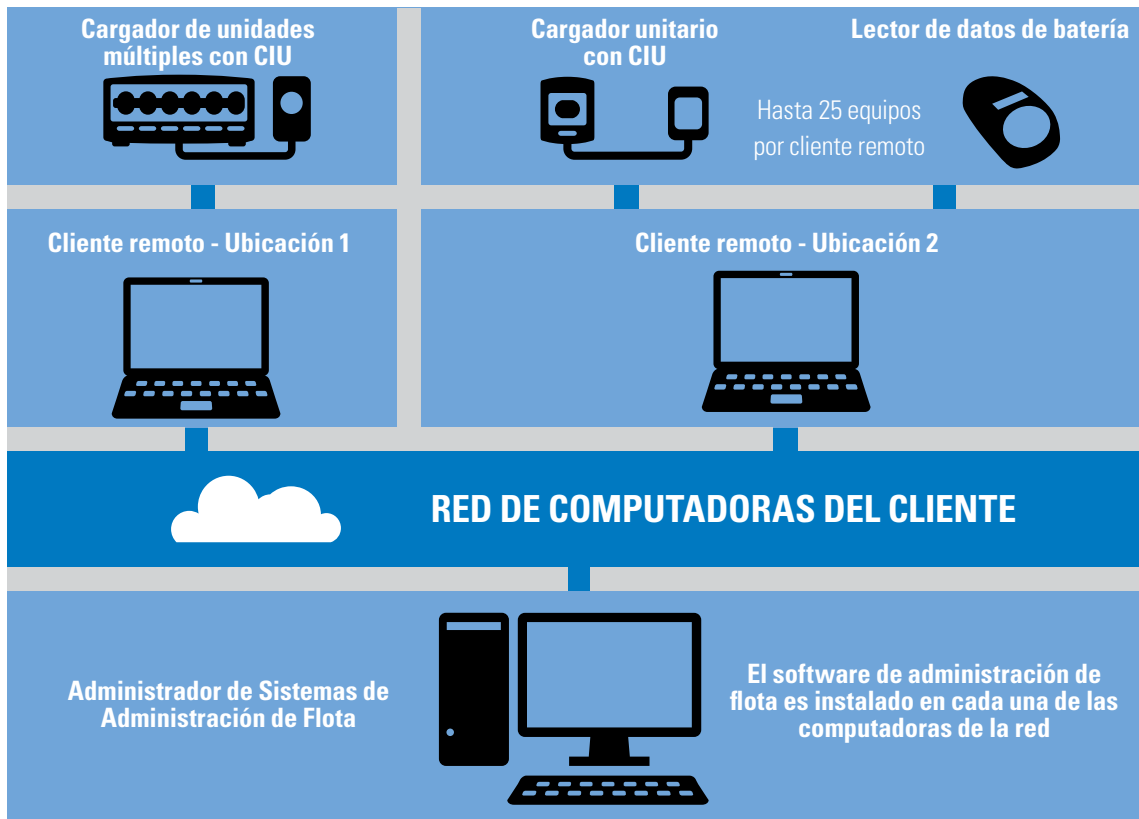 Cargador de unidades
múltiples con CIU
Cargador unitario
con CIU
Lector de datos de batería
Hasta 25 equipos
por cliente remoto
Cliente remoto - Ubicación 1
Cliente remoto - Ubicación 2
RED DE COMPUTADORAS DEL CLIENTE
Administrador de Sistemas de
Administración de Flota
El software de administración de
flota es instalado en cada una de las
computadoras de la red